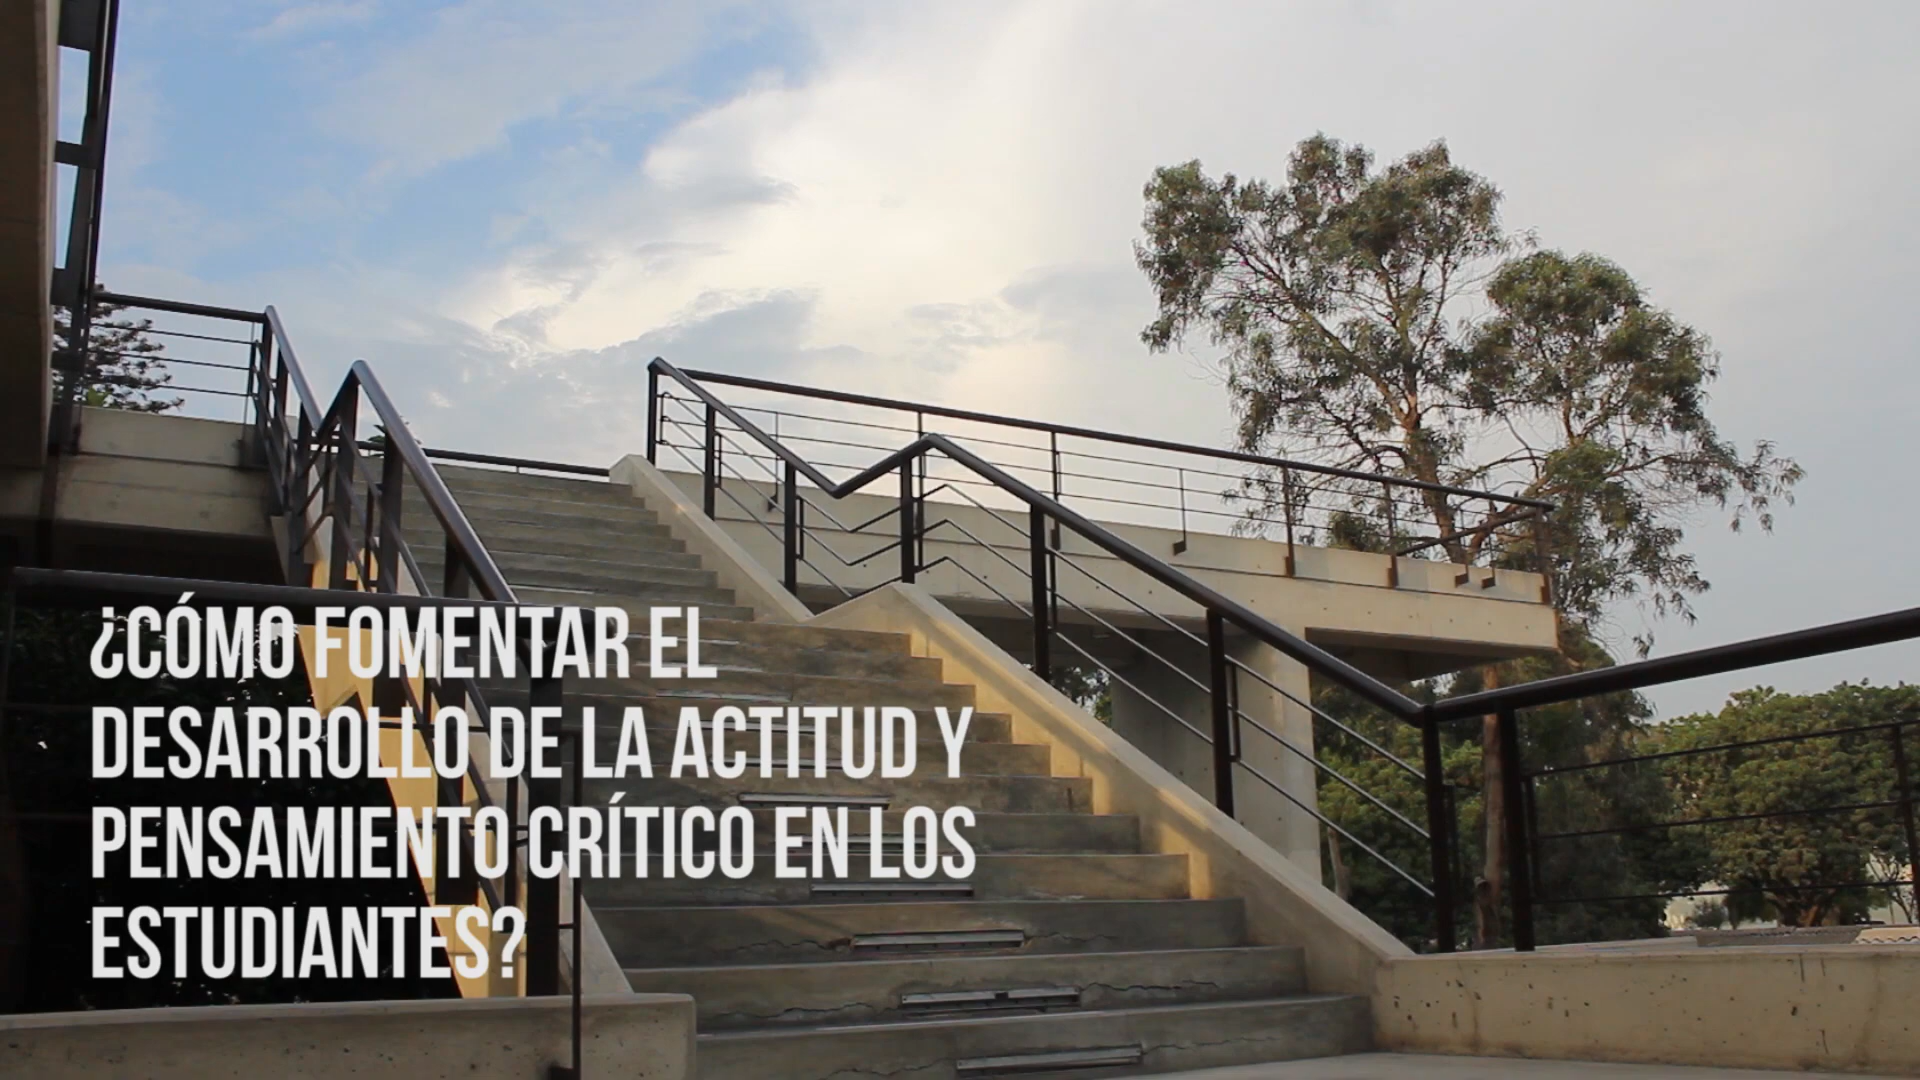 ¿CÓMO FOMENTAR EL
DESARROLLO DE LA ACTITUD Y
PENSAMIENTO CRÍTICO EN LOS
ESTUDIANTES?